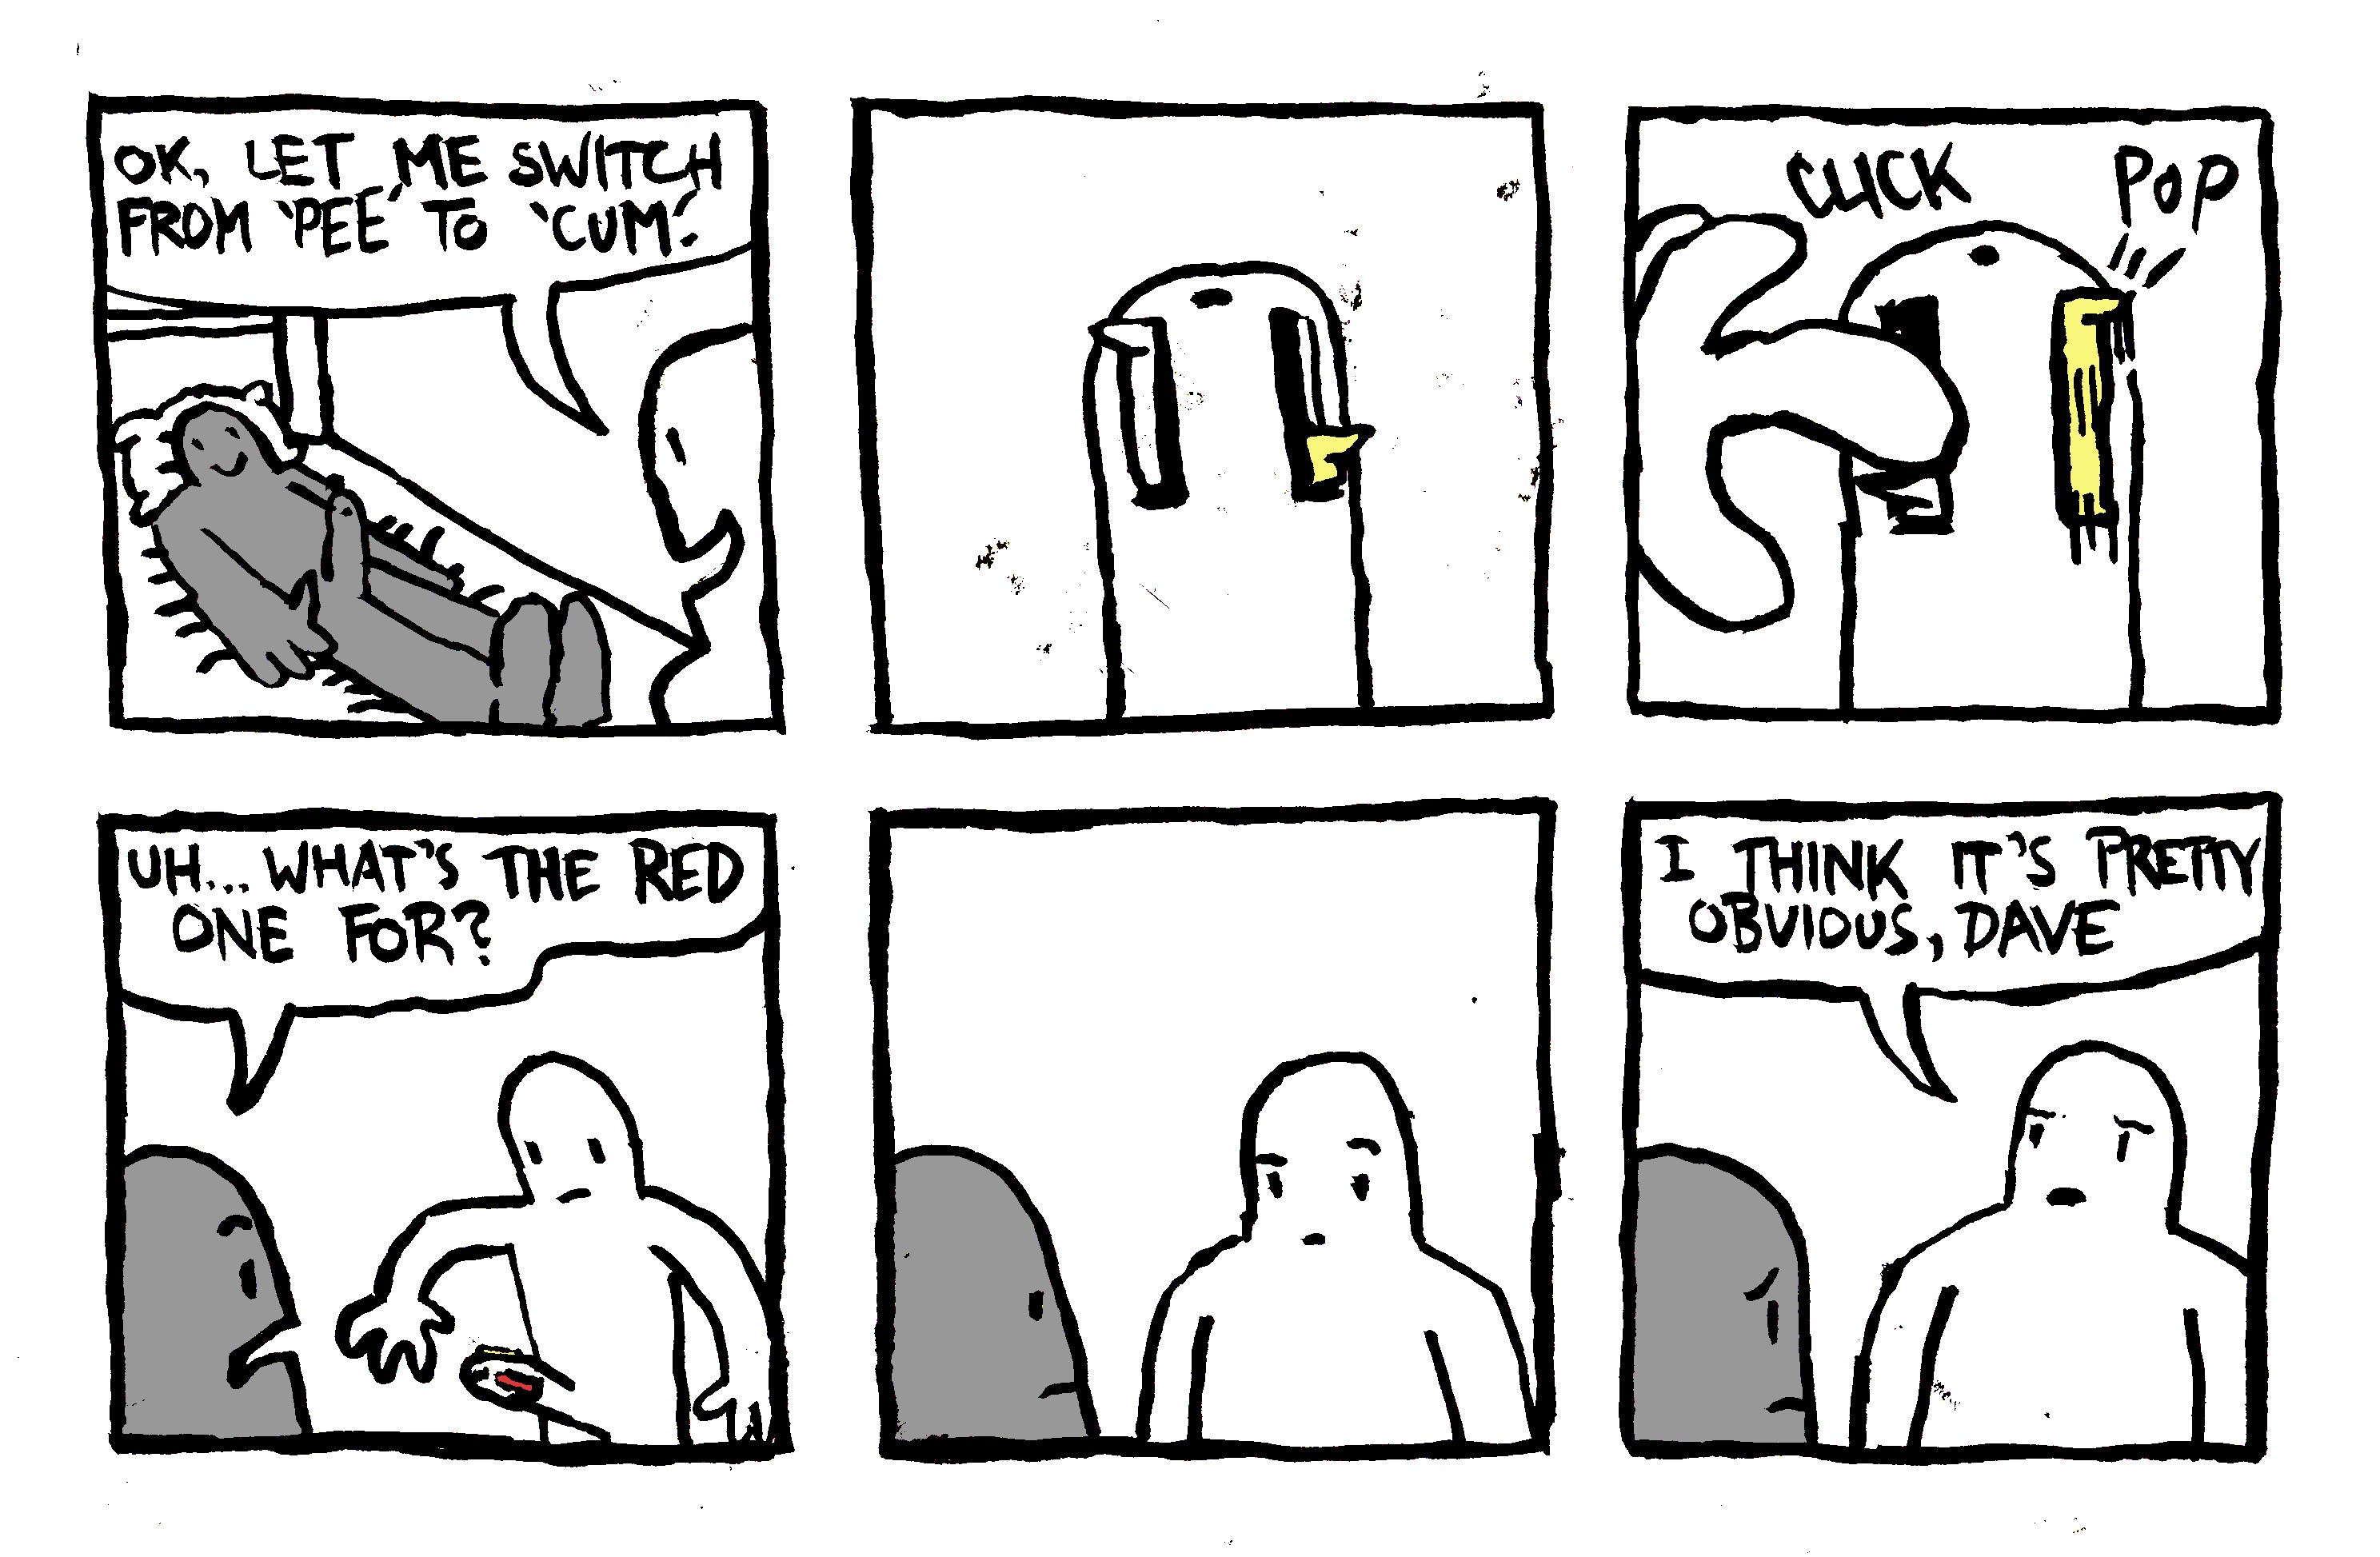 OK, LET ME SWITCH
FROM 'PEE' TO 'CUM'.
CLICK
POP
UH... WHAT'S THE RED
ONE FOR?
I THINK IT'S PRETTY
OBVIOUS, DAVE